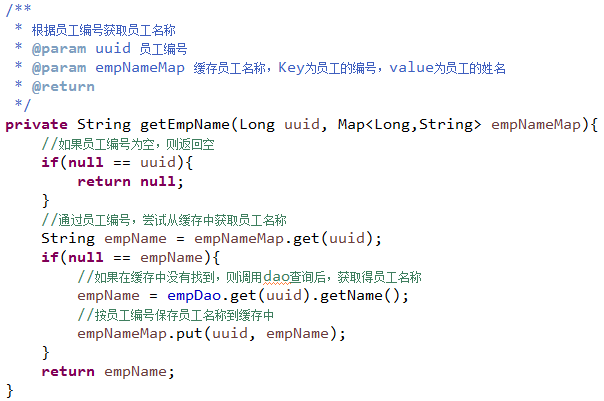 /**
 * 根据员工编号获取员工名称
 * @param uuid 员工编号
 * @param empNameMap 缓存员工名称，Key为员工的编号，value为员工的姓名
 * @return
 */
private String getEmpName(Long uuid, Map<Long,String> empNameMap){
    //如果员工编号为空，则返回空
    if(null == uuid){
        return null;
    }
    //通过员工编号，尝试从缓存中获取员工名称
    String empName = empNameMap.get(uuid);
    if(null == empName){
        //如果在缓存中没有找到，则调用dao查询后，获取得员工名称
        empName = empDao.get(uuid).getName();
        //按员工编号保存员工名称到缓存中
        empNameMap.put(uuid, empName);
    }
    return empName;
}